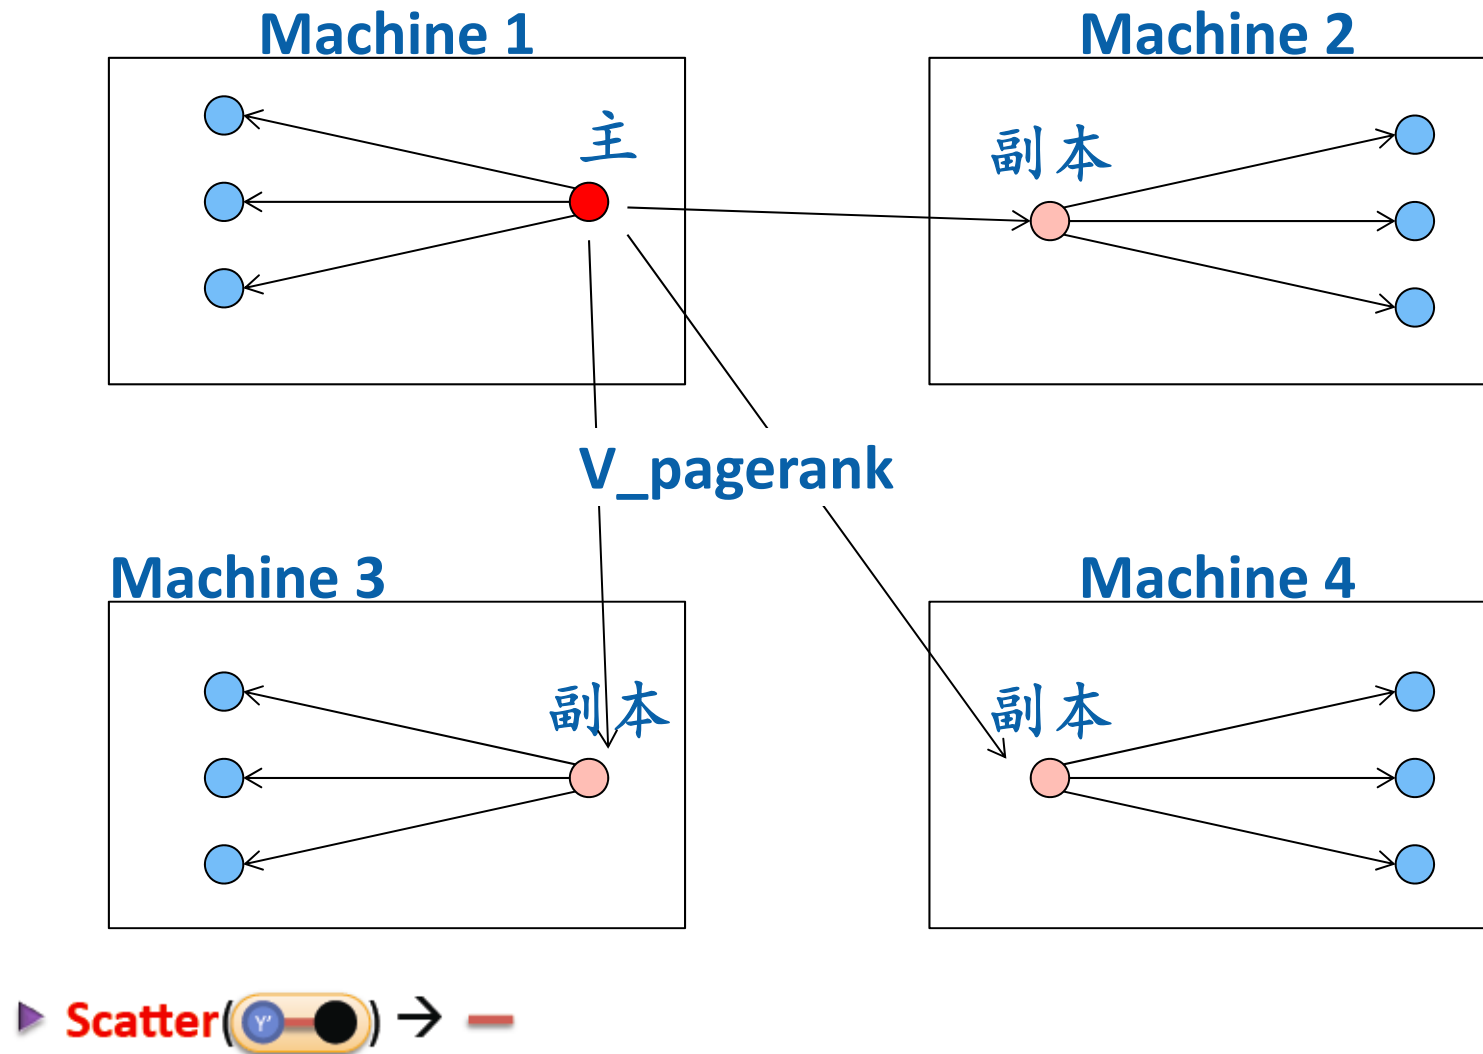 Machine 1
Machine 2
主
副本
V_pagerank
Machine 3
Machine 4
副本
副本
Scatter( Y' ) →